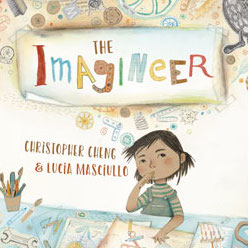 THE
IMAGINEER
CHRISTOPHER CHENG
& LUCIA MASCIULLO